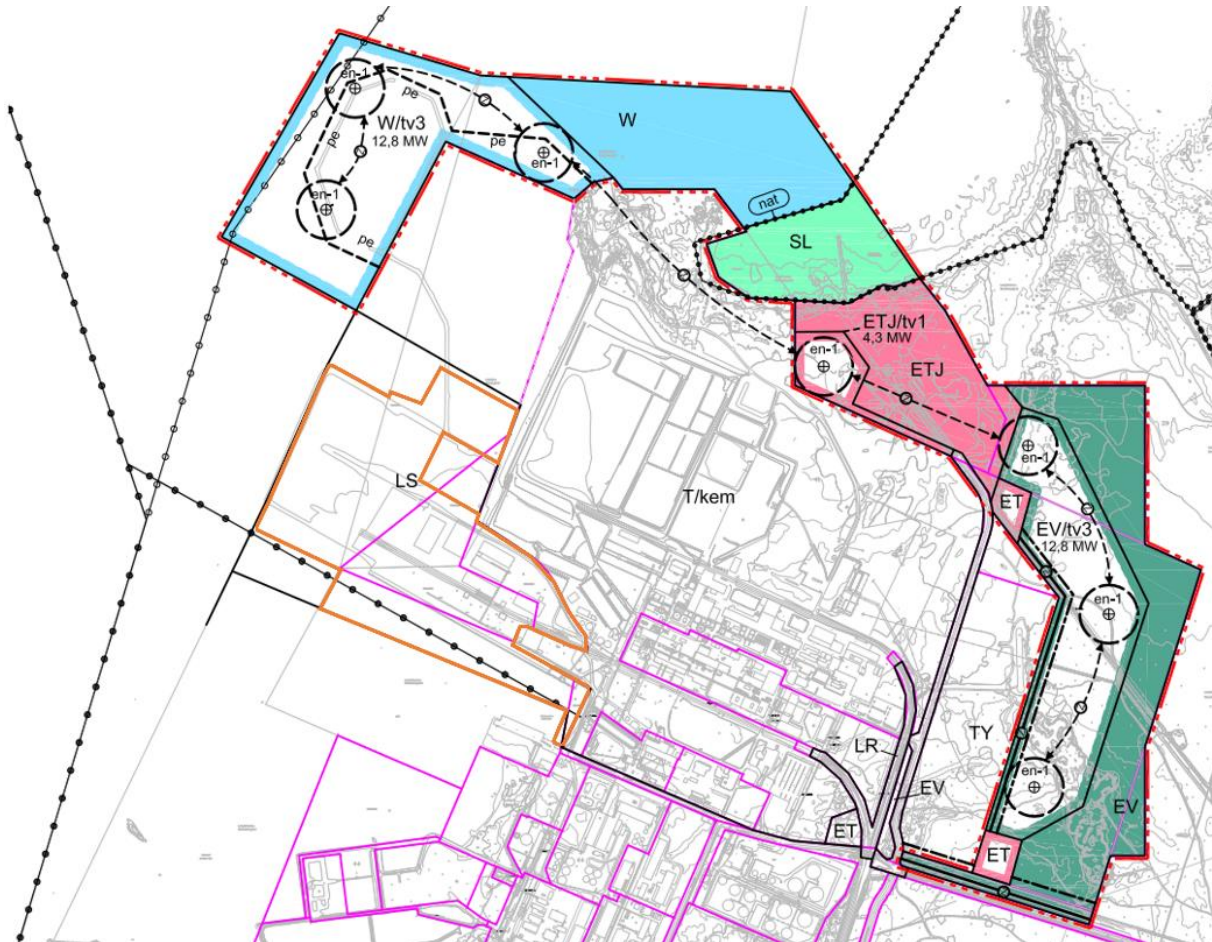 en-1
pe
W
W/tv3
12,8 MW
pe
pe
en-1
en-1
nat
pe
SL
ETJ/tv1
4,3 MW
en-1
ETJ
en-1
LS
T/kem
ET
EV/tv3
12,8 MW
en-1
TY
LR
en-1
EV
EV
ET
ET